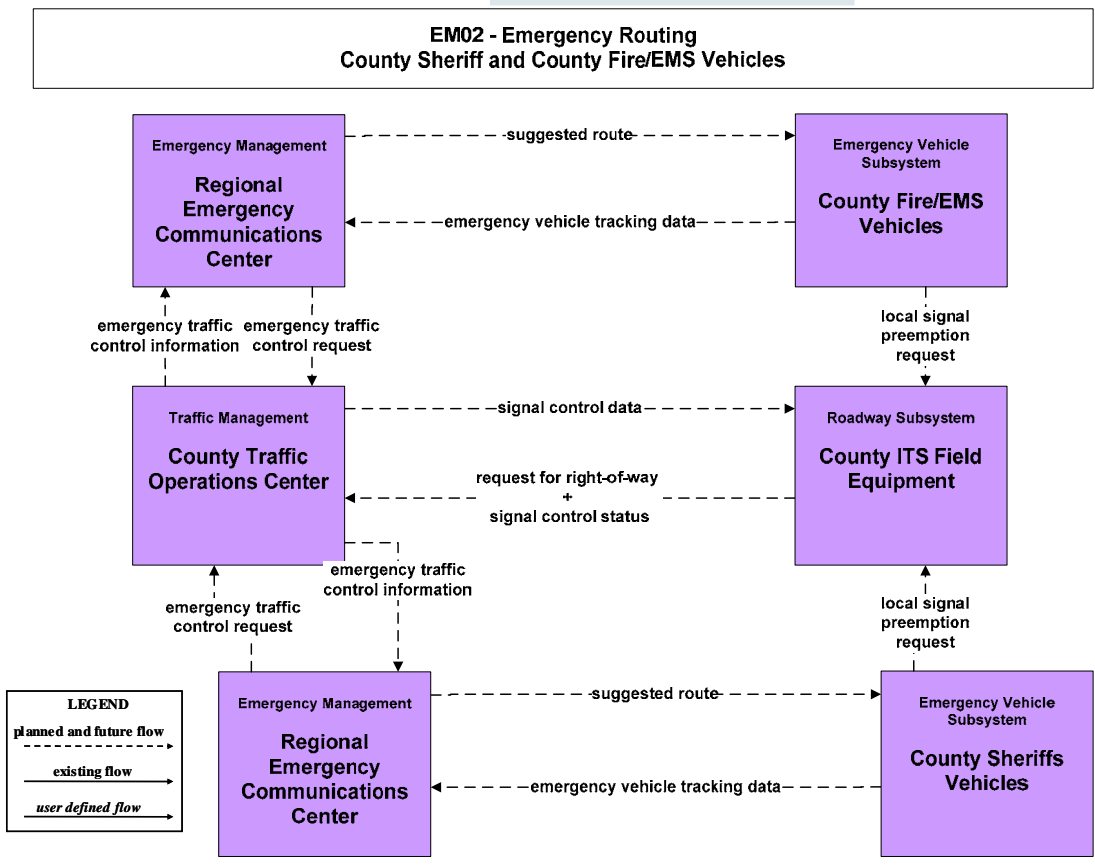 EM02 - Emergency Routing
County Sheriff and County Fire/EMS Vehicles
Emergency Management
Regional
Emergency
Communications
Center
suggested route
emergency vehicle tracking data
Emergency Vehicle
Subsystem
County Fire/EMS
Vehicles
emergency traffic
control information
emergency traffic
control request
local signal
preemption
request
Traffic Management
County Traffic
Operations Center
signal control data
request for right-of-way
+
signal control status
Roadway Subsystem
County ITS Field
Equipment
emergency traffic
control information
emergency traffic
control request
local signal
preemption
request
Emergency Management
Regional
Emergency
Communications
Center
suggested route
emergency vehicle tracking data
Emergency Vehicle
Subsystem
County Sheriffs
Vehicles
LEGEND
planned and future flow
existing flow
user defined flow